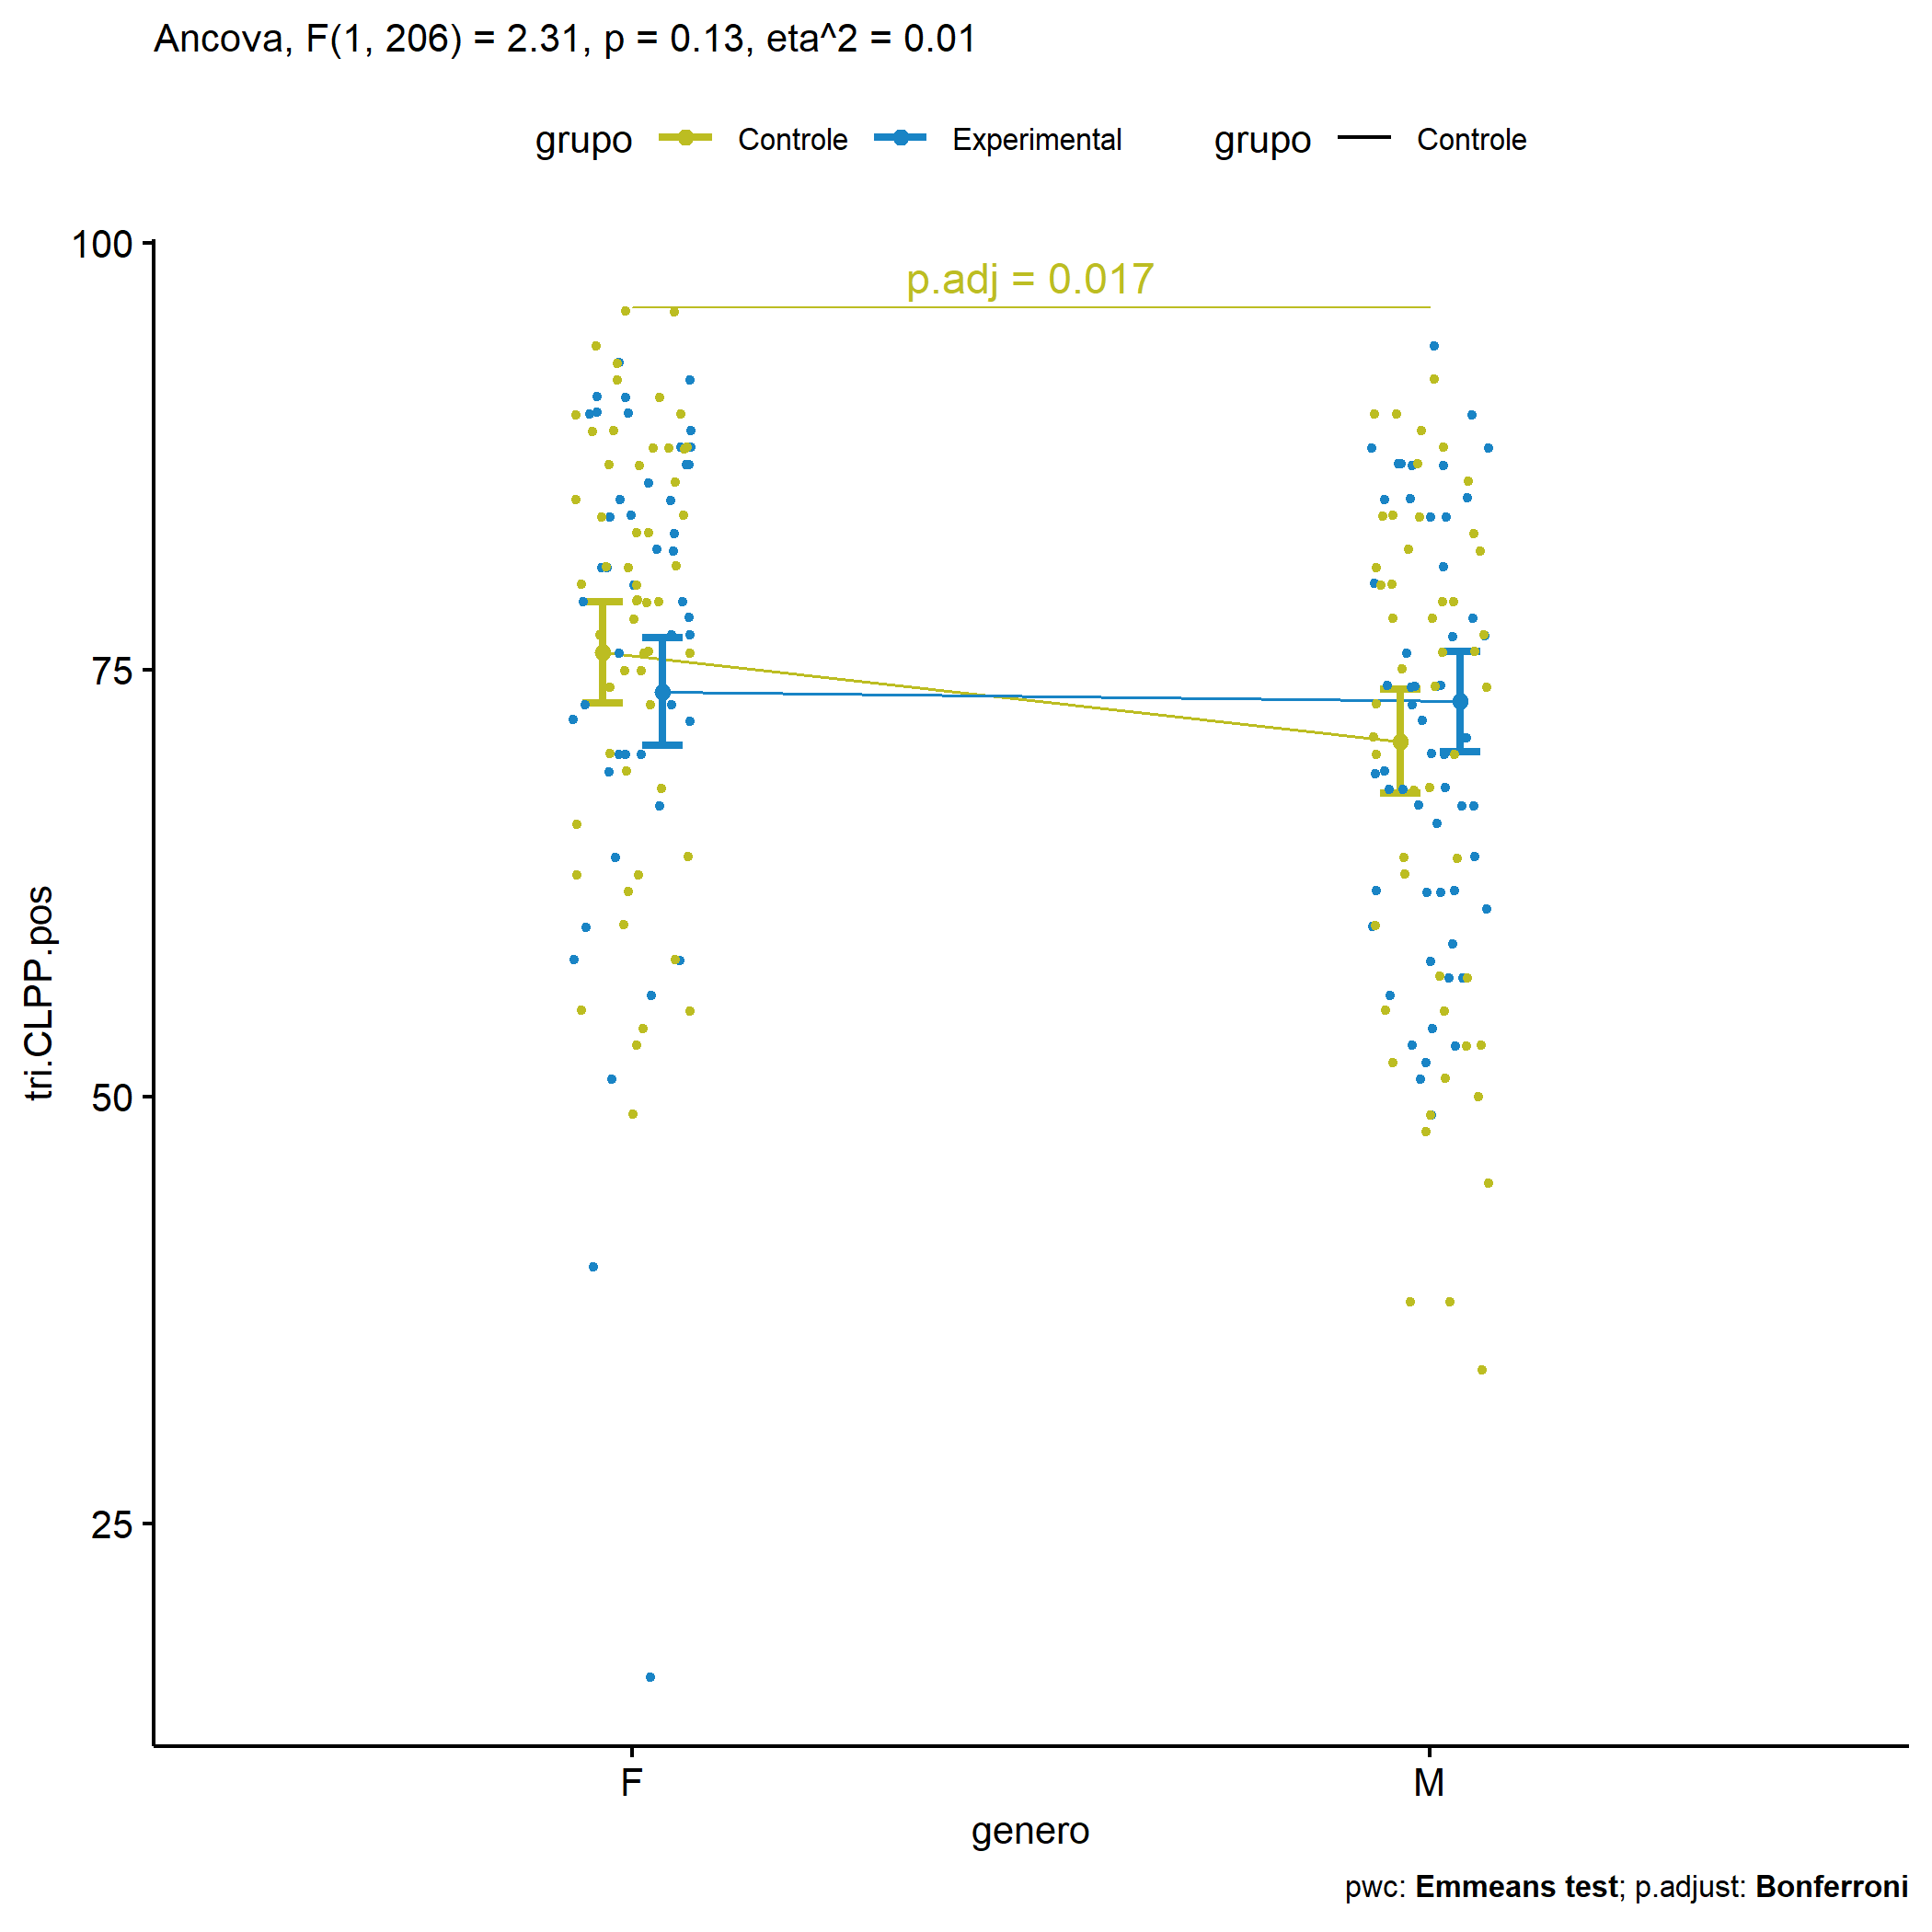 Ancova, F(1, 206) = 2.31, p = 0.13, eta^2 = 0.01
grupo Controle Experimental grupo Controle
100
p.adj = 0.017
75
50
25
tri.CLPP.pos
F M
genero
pwc: Emmeans test; p.adjust: Bonferroni